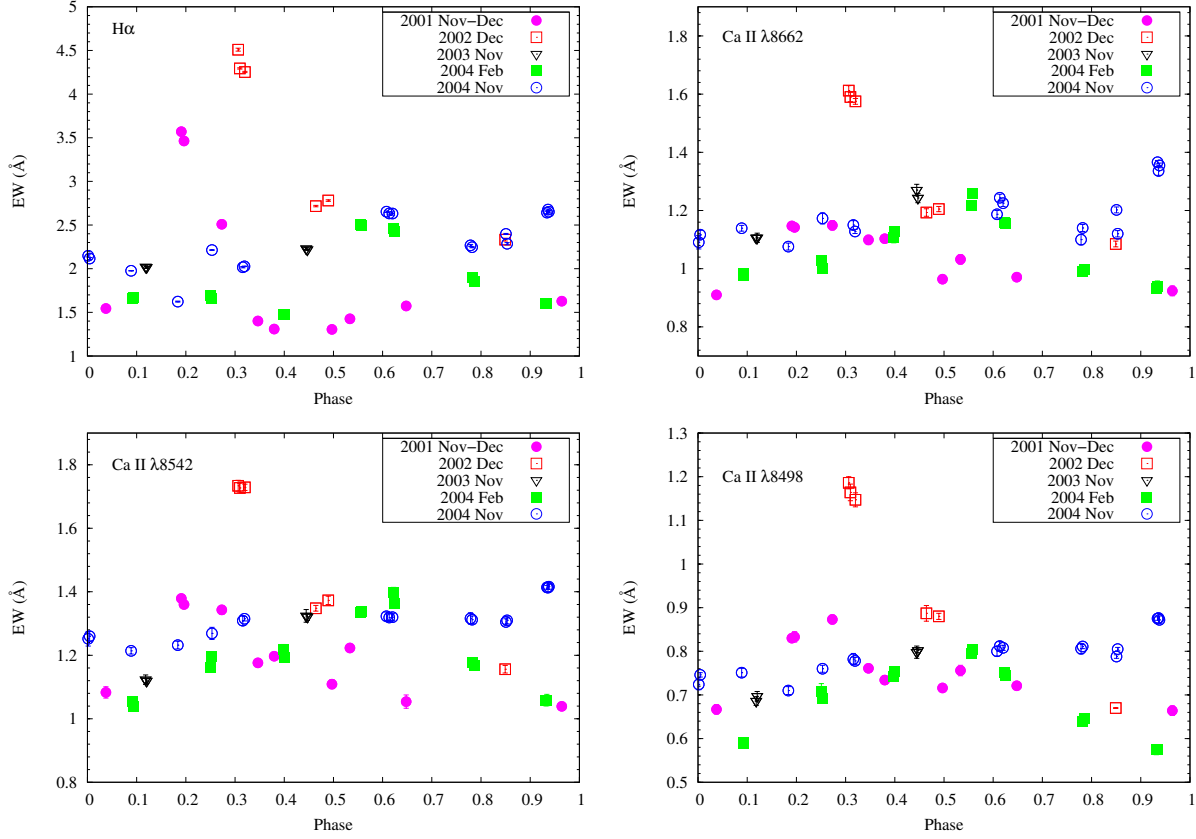 Hα
2001 Nov−Dec
2002 Dec
2003 Nov
2004 Feb
2004 Nov
5
4.5
4
3.5
3
2.5
2
1.5
1
EW (Å)
0 0.1 0.2 0.3 0.4 0.5 0.6 0.7 0.8 0.9 1
Phase
Ca II λ8662
2001 Nov−Dec
2002 Dec
2003 Nov
2004 Feb
2004 Nov
1.8
1.6
1.4
1.2
1
0.8
EW (Å)
0 0.1 0.2 0.3 0.4 0.5 0.6 0.7 0.8 0.9 1
Phase
Ca II λ8542
2001 Nov−Dec
2002 Dec
2003 Nov
2004 Feb
2004 Nov
1.8
1.6
1.4
1.2
1
0.8
EW (Å)
0 0.1 0.2 0.3 0.4 0.5 0.6 0.7 0.8 0.9 1
Phase
Ca II λ8498
2001 Nov−Dec
2002 Dec
2003 Nov
2004 Feb
2004 Nov
1.3
1.2
1.1
1
0.9
0.8
0.7
0.6
0.5
EW (Å)
0 0.1 0.2 0.3 0.4 0.5 0.6 0.7 0.8 0.9 1
Phase